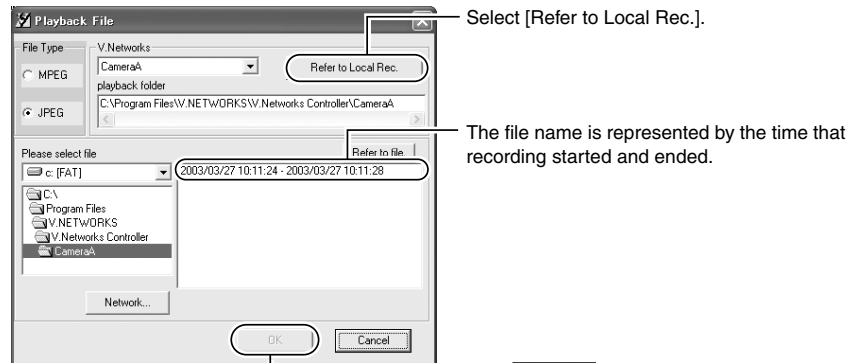 Playback File
Select [Refer to Local Rec.].
File Type
V.Networks
MPEG
CameraA
Refer to Local Rec.
playback folder
JPEG
C:\Program Files\V.NETWORKS\V.Networks Controller\CameraA
The file name is represented by the time that
recording started and ended.
Please select file
Refer to file.
c: [FAT]
2003/03/27 10:11:24 - 2003/03/27 10:11:28
C:\
Program Files
V.NETWORKS
V.Networks Controller
CameraA
Network...
OK
Cancel